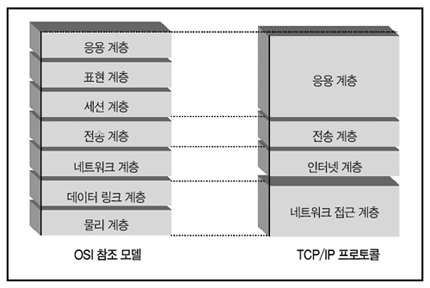 응용 계층
표현 계층
세션 계층
전송 계층
네트워크 계층
데이터 링크 계층
물리 계층
OSI 참조 모델
응용 계층
전송 계층
인터넷 계층
네트워크 접근 계층
TCP/IP 프로토콜